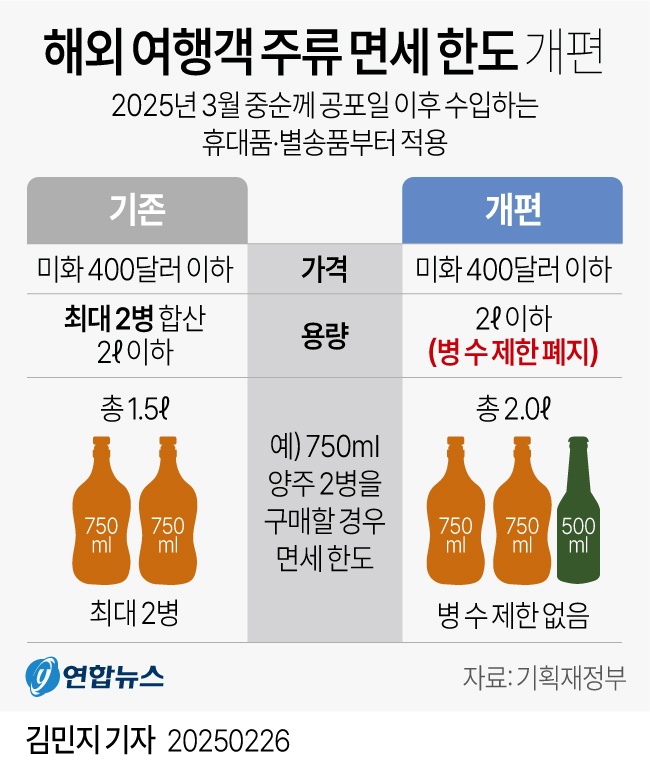 해외 여행객 주류 면세 한도 개편
2025년 3월 중순께 공포일 이후 수입하는
휴대품·별송품부터 적용
기존
개편
미화 400달러 이하
가격
미화 400달러 이하
최대 2병 합산
2ℓ 이하
용량
2ℓ 이하
(병 수 제한 폐지)
총 1.5ℓ
750
ml
750
ml
최대 2병
예) 750ml
양주 2병을
구매할 경우
면세 한도
총 2.0ℓ
750
ml
750
ml
500
ml
병 수 제한 없음
연합뉴스
자료: 기획재정부
김민지 기자 20250226